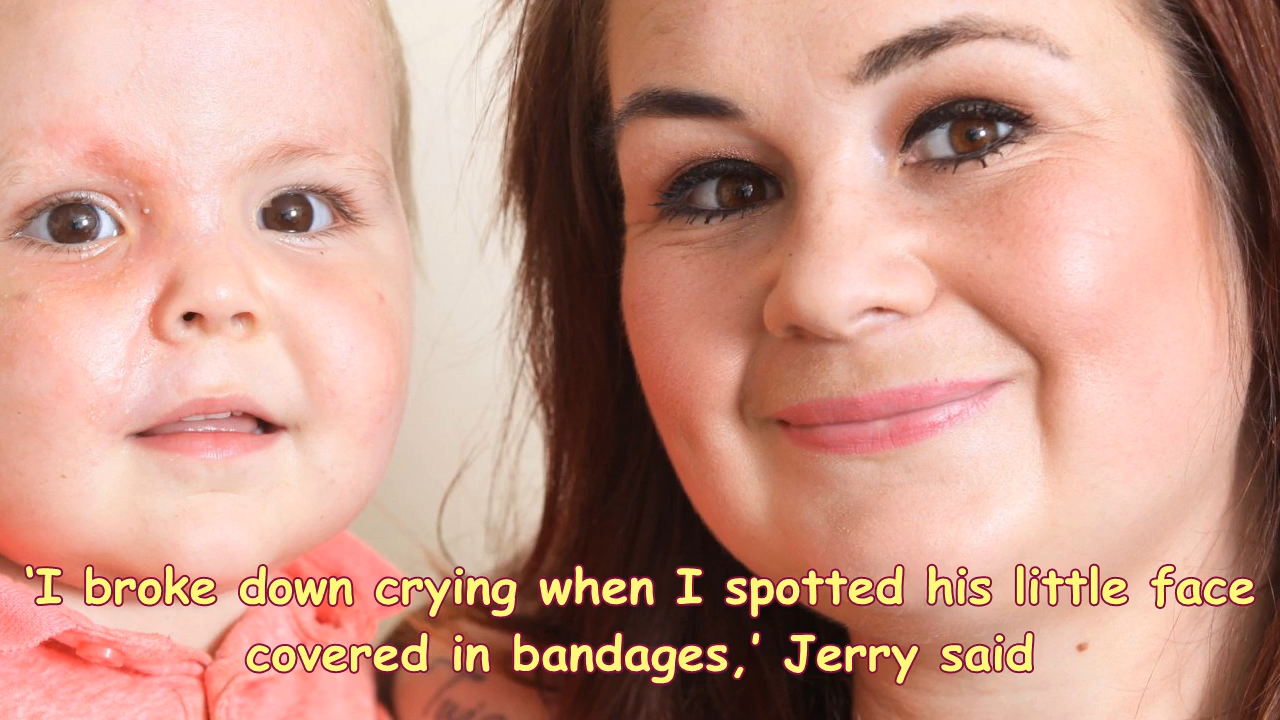 ‘I broke down crying when I spotted his little face
covered in bandages,’ Jerry said